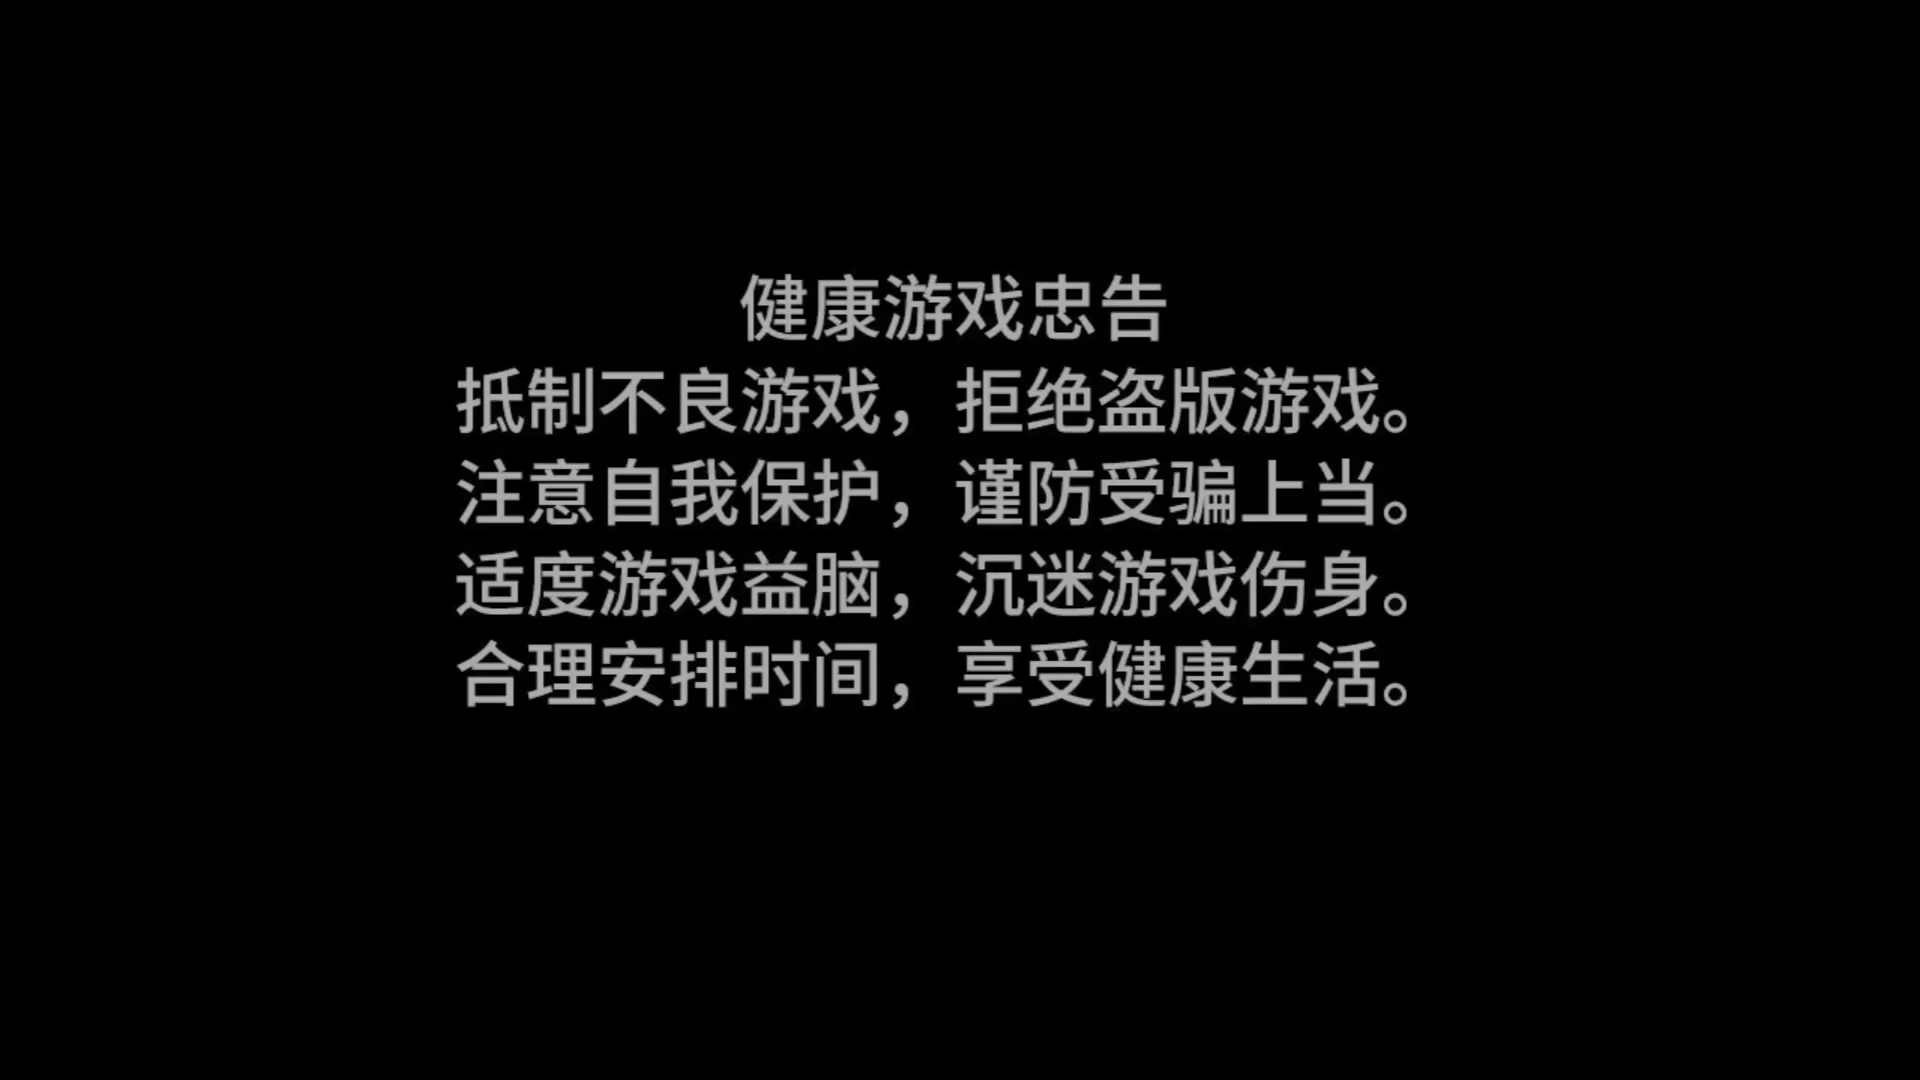 健康游戏忠告
抵制不良游戏，拒绝盗版游戏。
注意自我保护，谨防受骗上当。
适度游戏益脑，沉迷游戏伤身。
合理安排时间，享受健康生活。